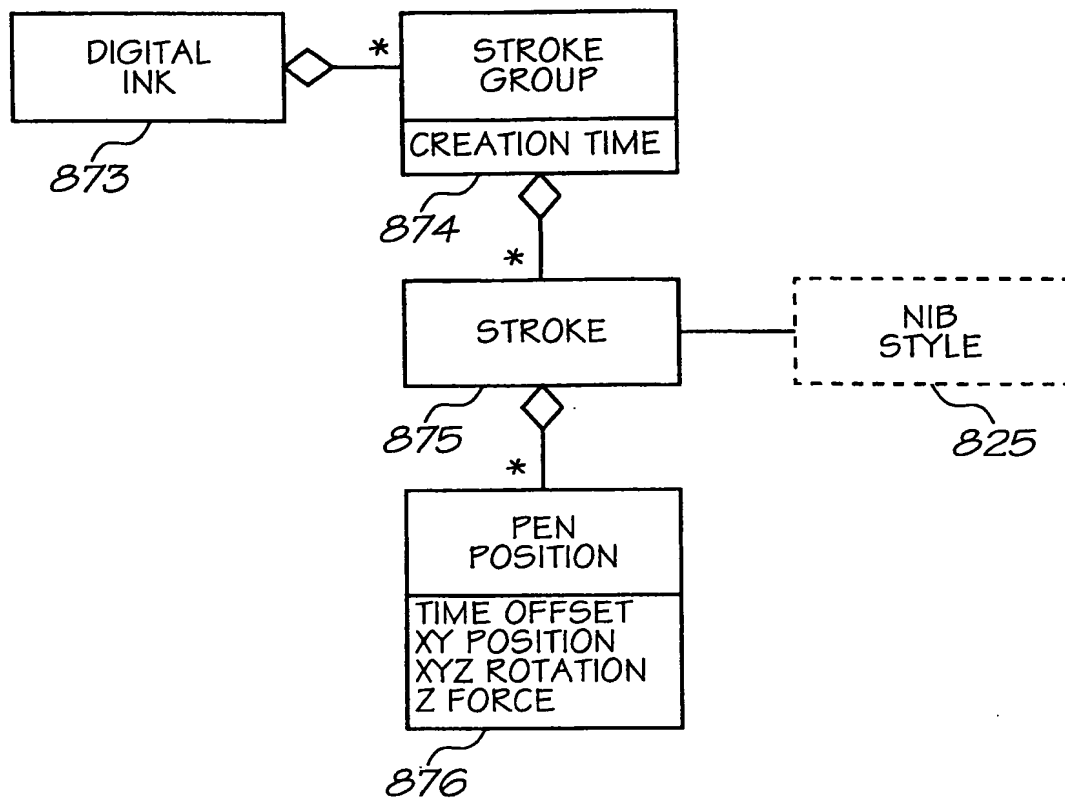 DIGITAL
INK
873
*
STROKE
GROUP
CREATION TIME
874
*
STROKE
875
NIB
STYLE
825
*
PEN
POSITION
TIME OFFSET
XY POSITION
XYZ ROTATION
Z FORCE
876